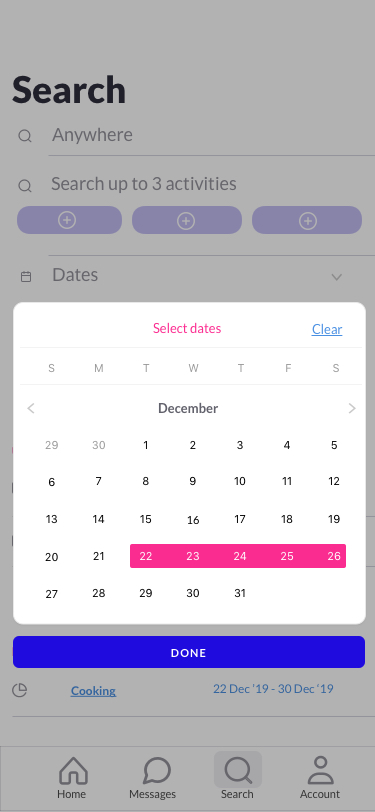 Search
Anywhere
Search up to 3 activities
Dates
Select dates Clear
S M T W T F S
December
29 30 1 2 3 4 5
6 7 8 9 10 11 12
13 14 15 16 17 18 19
20 21 22 23 24 25 26
27 28 29 30 31
DONE
Cooking 22 Dec '19 - 30 Dec '19
Home Messages Search Account